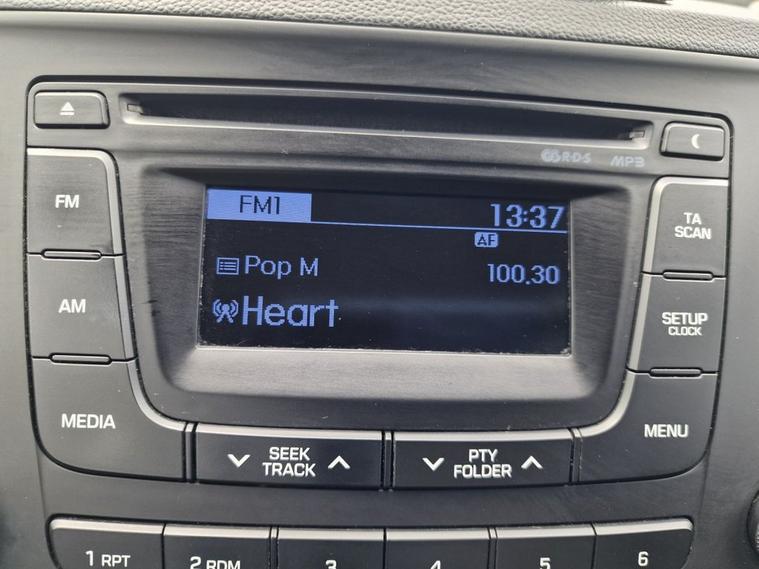 R·D·S MP3
FM
AM
MEDIA
FM1 13:37
AF
Pop M 100.30
Heart
TA
SCAN
SETUP
CLOCK
MENU
SEEK
TRACK
PTY
FOLDER
1 RPT 2 RDM 3 4 5 6